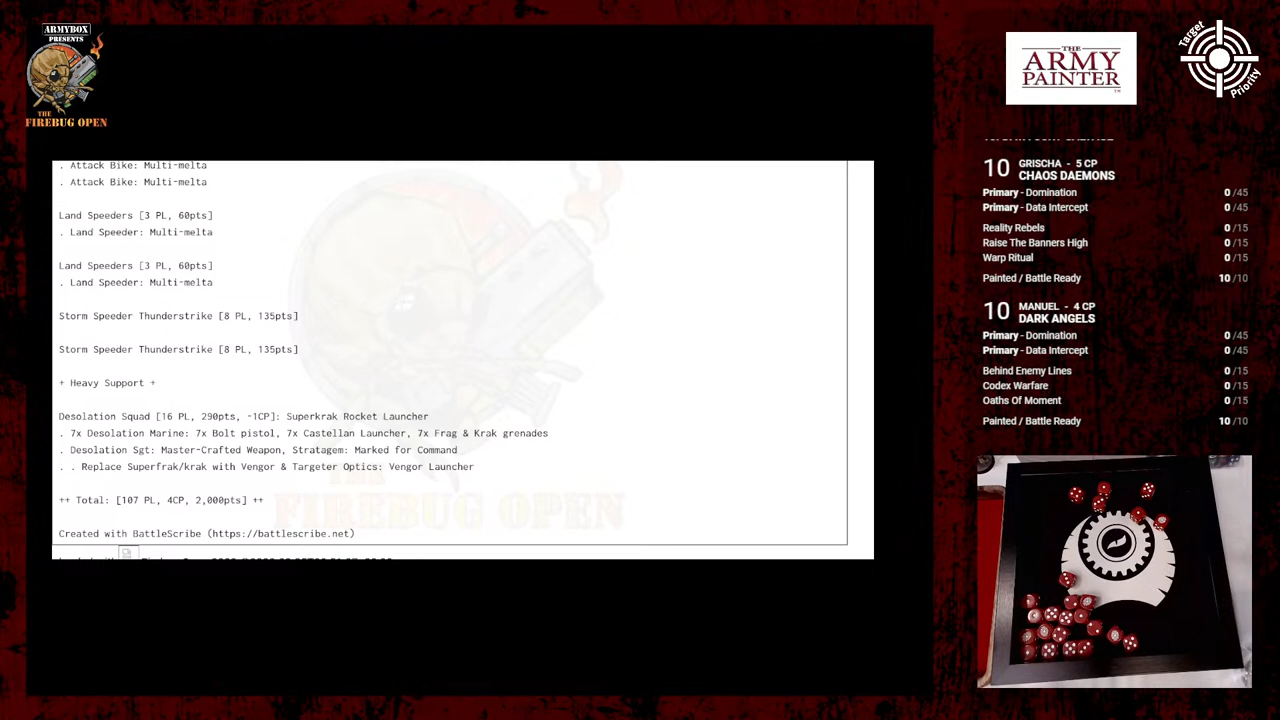 ARMYBOX
PRESENTS
THE
FIREBUG OPEN
. Attack Bike: Multi-melta
. Attack Bike: Multi-melta
Land Speeders [3 PL, 60pts]
. Land Speeder: Multi-melta
Land Speeders [3 PL, 60pts]
. Land Speeder: Multi-melta
Storm Speeder Thunderstrike [8 PL, 135pts]
Storm Speeder Thunderstrike [8 PL, 135pts]
+ Heavy Support +
Desolation Squad [16 PL, 290pts, -1CP]: Superkrak Rocket Launcher
. 7x Desolation Marine: 7x Bolt pistol, 7x Castellan Launcher, 7x Frag & Krak grenades
. Desolation Sgt: Master-Crafted Weapon, Stratagem: Marked for Command
. . Replace Superfrak/krak with Vengor & Targeter Optics: Vengor Launcher
++ Total: [107 PL, 4CP, 2,000pts] ++
Created with BattleScribe (https://battlescribe.net)
FIREBUG OPEN
THE
ARMY
PAINTER
Target
Priority
10 GRISCHA - 5 CP
CHAOS DAEMONS
Primary - Domination 0 /45
Primary - Data Intercept 0 /45
Reality Rebels 0 /15
Raise The Banners High 0 /15
Warp Ritual 0 /15
Painted / Battle Ready 10 /10
10 MANUEL - 4 CP
DARK ANGELS
Primary - Domination 0 /45
Primary - Data Intercept 0 /45
Behind Enemy Lines 0 /15
Codex Warfare 0 /15
Oaths Of Moment 0 /15
Painted / Battle Ready 10 /10